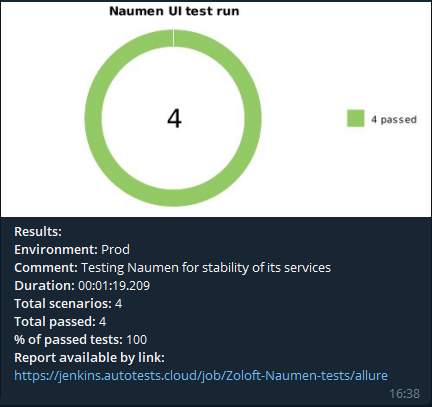 Naumen UI test run
4
4 passed
Results:
Environment: Prod
Comment: Testing Naumen for stability of its services
Duration: 00:01:19.209
Total scenarios: 4
Total passed: 4
% of passed tests: 100
Report available by link:
https://jenkins.autotests.cloud/job/Zoloft-Naumen-tests/allure
16:38